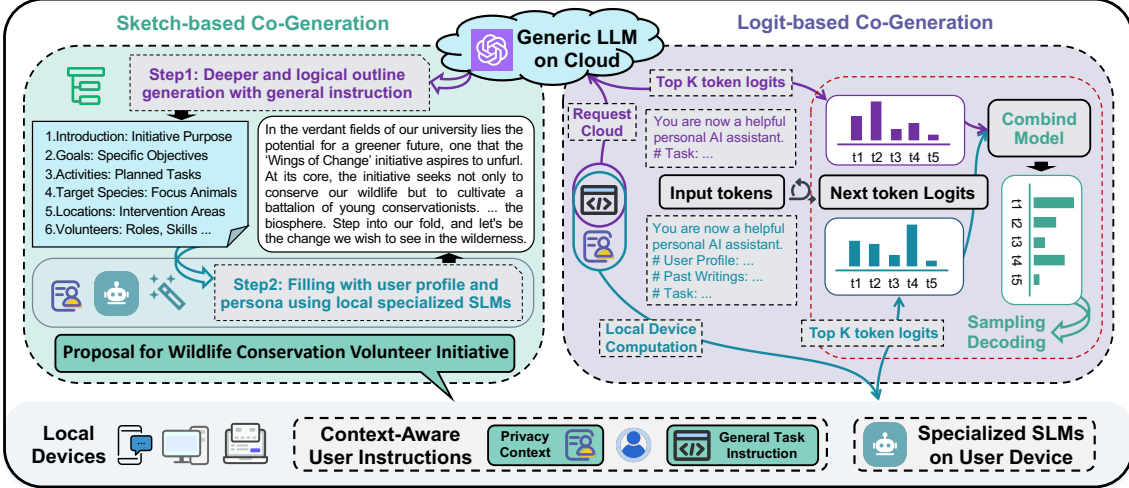 Sketch-based Co-Generation
Generic LLM
on Cloud
Logit-based Co-Generation
Step1: Deeper and logical outline
generation with general instruction
1.Introduction: Initiative Purpose
2.Goals: Specific Objectives
3.Activities: Planned Tasks
4.Target Species: Focus Animals
5.Locations: Intervention Areas
6.Volunteers: Roles, Skills ...
In the verdant fields of our university lies the
potential for a greener future, one that the
‘Wings of Change’ initiative aspires to unfurl.
At its core, the initiative seeks not only to
conserve our wildlife but to cultivate a
battalion of young conservationists. ... the
biosphere. Step into our fold, and let's be
the change we wish to see in the wilderness.
Step2: Filling with user profile and
persona using local specialized SLMs
Proposal for Wildlife Conservation Volunteer Initiative
Top K token logits
Request
Cloud
You are now a helpful
personal AI assistant.
# Task: ...
Input tokens
Next token Logits
You are now a helpful
personal AI assistant.
# User Profile: ...
# Past Writings: ...
# Task: ...
Local Device
Computation
t1 t2 t3 t4 t5
t1 t2 t3 t4 t5
Top K token logits
Combind
Model
t1
t2
t3
t4
t5
Sampling
Decoding
Local
Devices
Context-Aware
User Instructions
Privacy
Context
General Task
Instruction
Specialized SLMs
on User Device